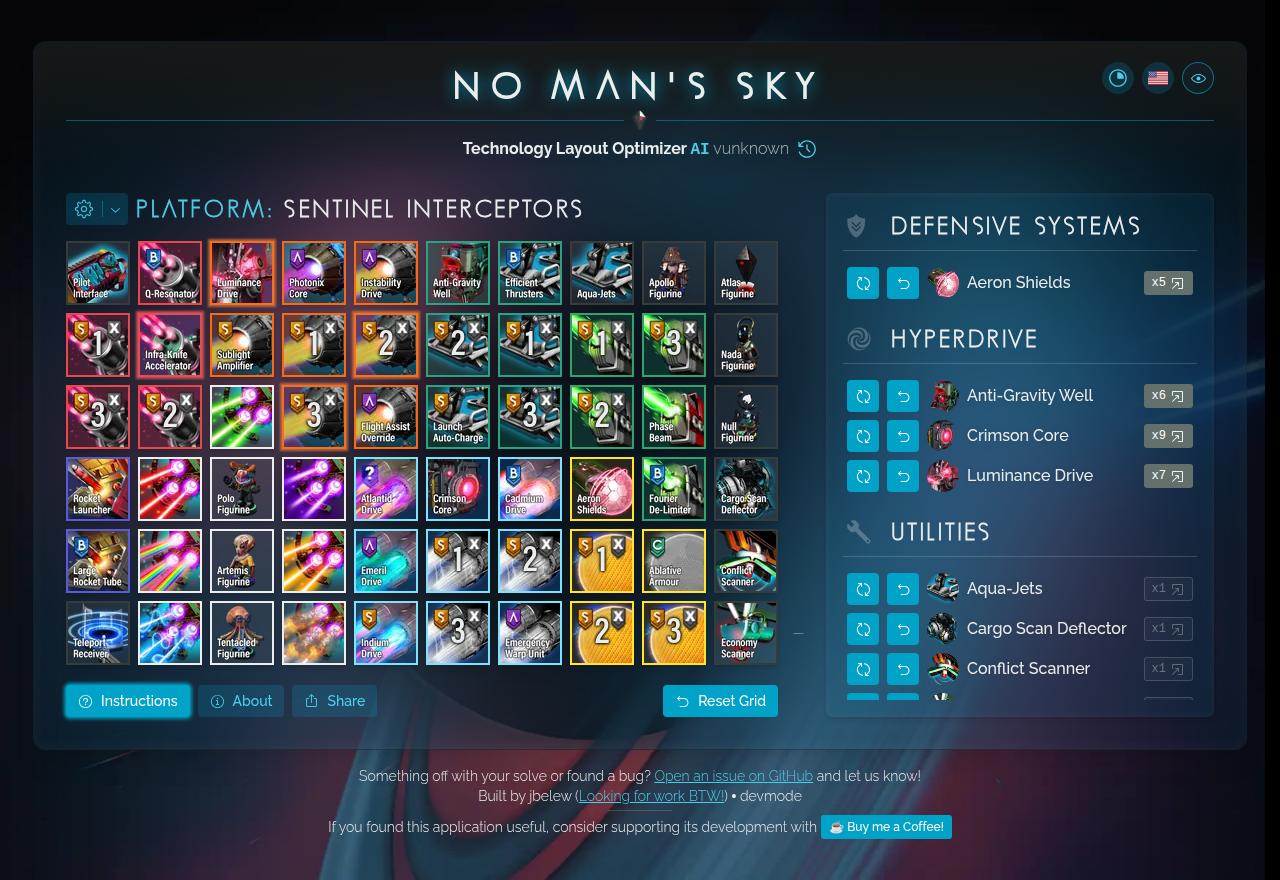 NO MAN'S SKY
Technology Layout Optimizer AI vunknown
PLATFORM: SENTINEL INTERCEPTORS
Pilot Interface
B Q-Resonator
Luminance Drive
Photonix Core
Instability Drive
Anti-Gravity Well
B Efficient Thrusters
Aqua-Jets
Apollo Figurine
Atlas Figurine
S 1 X
Infra-Knife Accelerator
S Sublight Amplifier
S 1 X
S 2 X
S 2 X
S 1 X
S 1 X
S 3 X
Nada Figurine
S 3 X
S 2 X
S 3 X
Flight Assist Override
S Launch Auto-Charge
S 3 X
S 2 X
Phase Beam
Null Figurine
Rocket Launcher
Polo Figurine
? Atlantid Drive
Crimson Core
B Cadmium Drive
Aeron Shields
B Fourier De-Limiter
Cargo Scan Deflector
B Large Rocket Tube
Artemis Figurine
Emeril Drive
S 1 X
S 2 X
S 1 X
C Ablative Armour
Conflict Scanner
Teleport Receiver
Tentacled Figurine
S Indium Drive
S 3 X
Emergency Warp Unit
S 2 X
S 3 X
Economy Scanner
Instructions
About
Share
Reset Grid
DEFENSIVE SYSTEMS
Aeron Shields x5
HYPERDRIVE
Anti-Gravity Well x6
Crimson Core x9
Luminance Drive x7
UTILITIES
Aqua-Jets x1
Cargo Scan Deflector x1
Conflict Scanner x1
Something off with your solve or found a bug? Open an issue on GitHub and let us know!
Built by jbelew (Looking for work BTW!) • devmode
If you found this application useful, consider supporting its development with ☕ Buy me a Coffee!